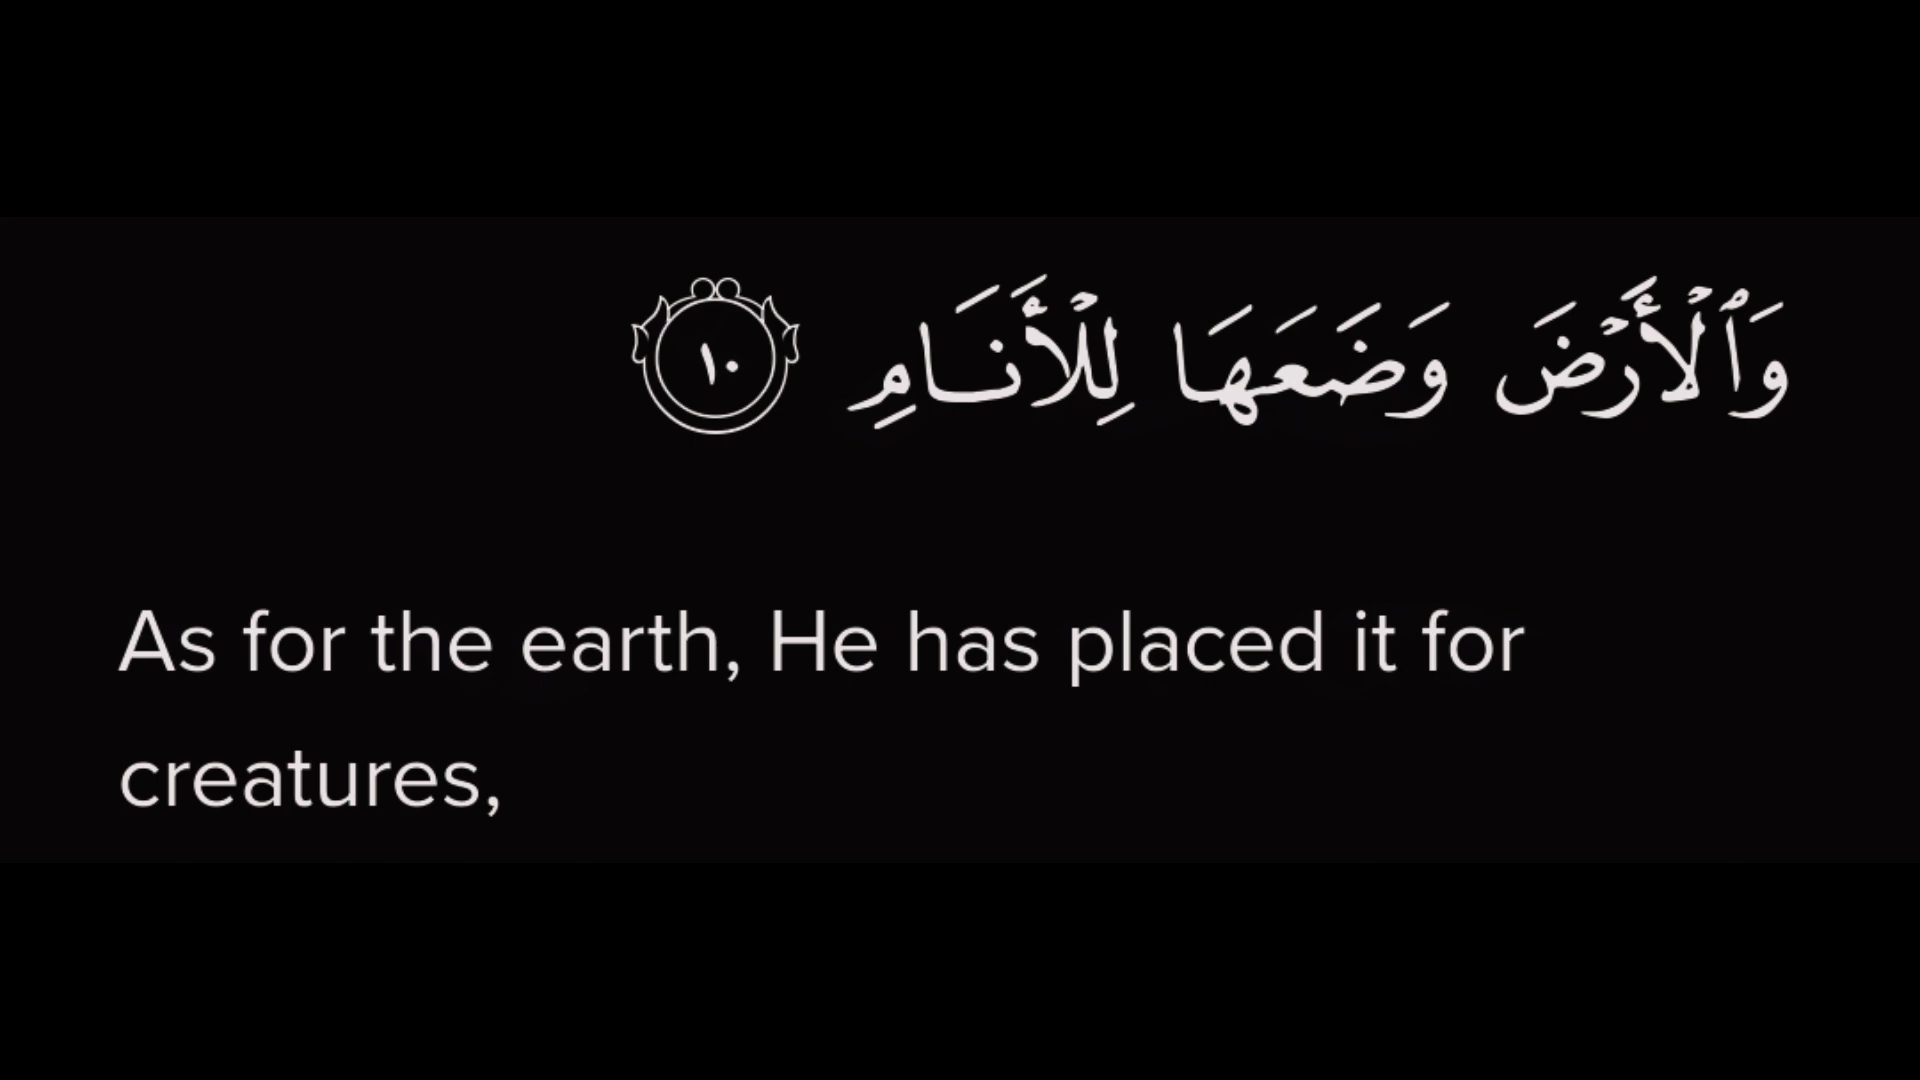 وَٱلْأَرْضَ وَضَعَهَا لِلْأَنَامِ ١٠
As for the earth, He has placed it for
creatures,